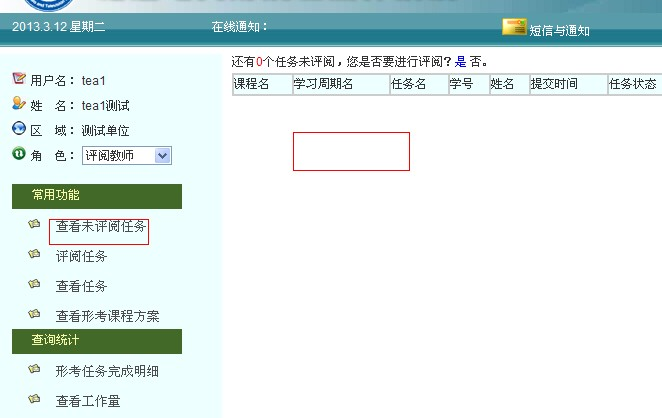 2013.3.12 星期二
在线通知：
短信与通知
还有0个任务未评阅，您是否要进行评阅？是 否。
课程名 学习周期名 任务名 学号 姓名 提交时间 任务状态
用户名： tea1
姓 名： tea1测试
区 域： 测试单位
角 色： 评阅教师
常用功能
查看未评阅任务
评阅任务
查看任务
查看形考课程方案
查询统计
形考任务完成明细
查看工作量